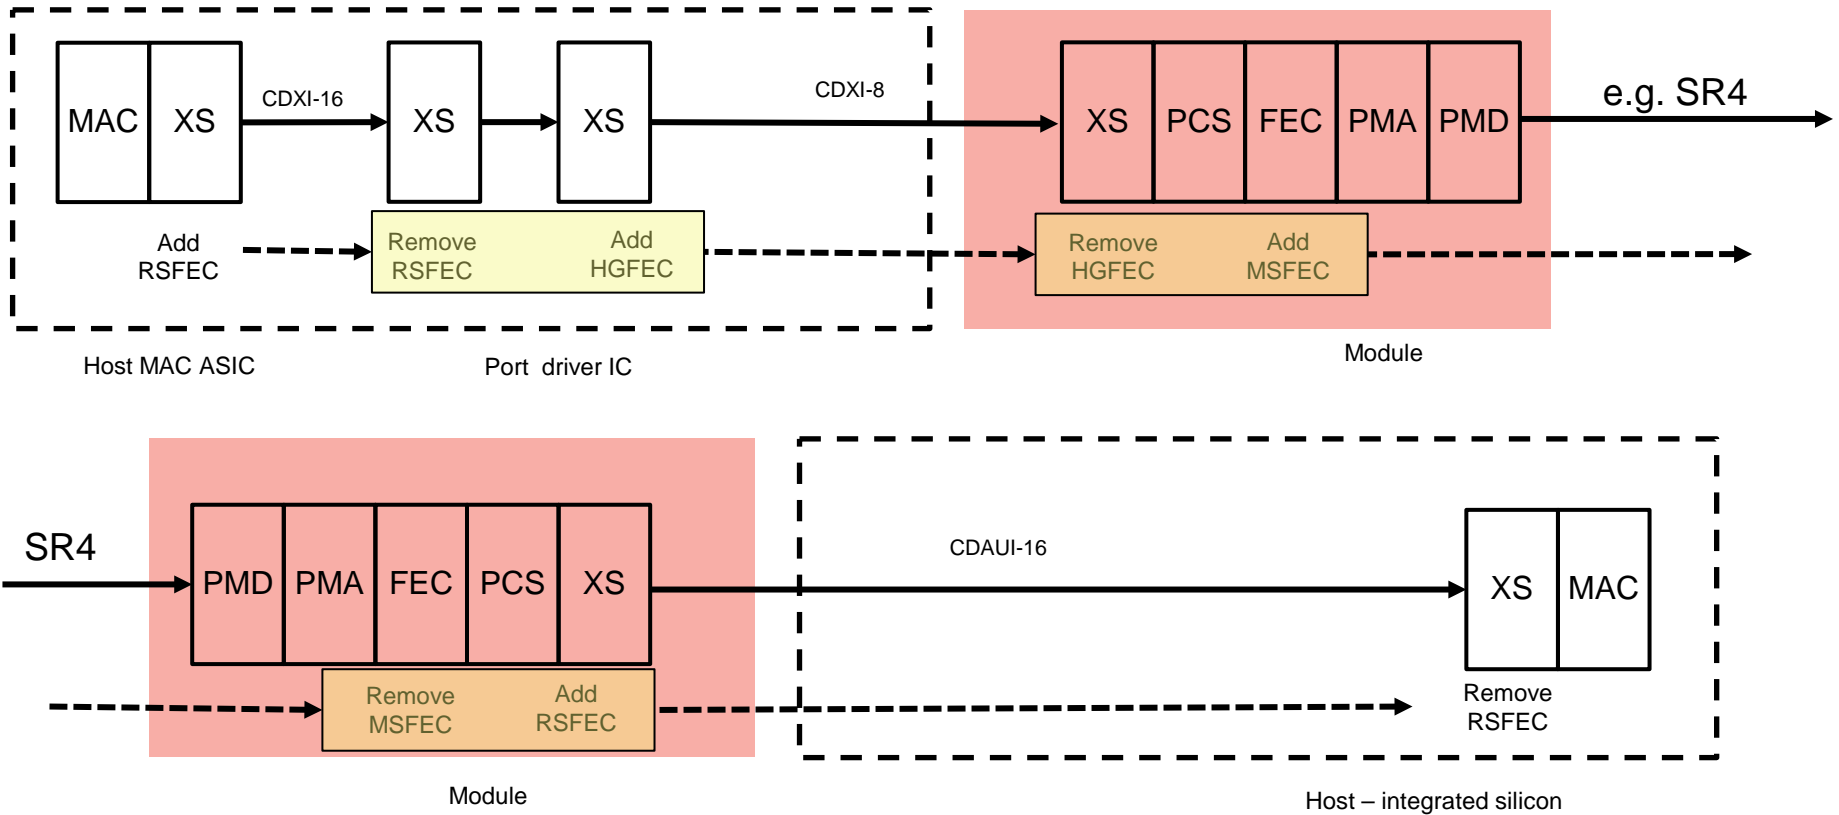 CDXI-16
CDXI-8
e.g. SR4
MAC XS XS XS XS PCS FEC PMA PMD
Add
RSFEC
Remove
RSFEC
Add
HGFEC
Remove
HGFEC
Add
MSFEC
Host MAC ASIC
Port driver IC
Module
SR4
CDAUI-16
PMD PMA FEC PCS XS XS MAC
Remove
MSFEC
Add
RSFEC
Remove
RSFEC
Module
Host – integrated silicon